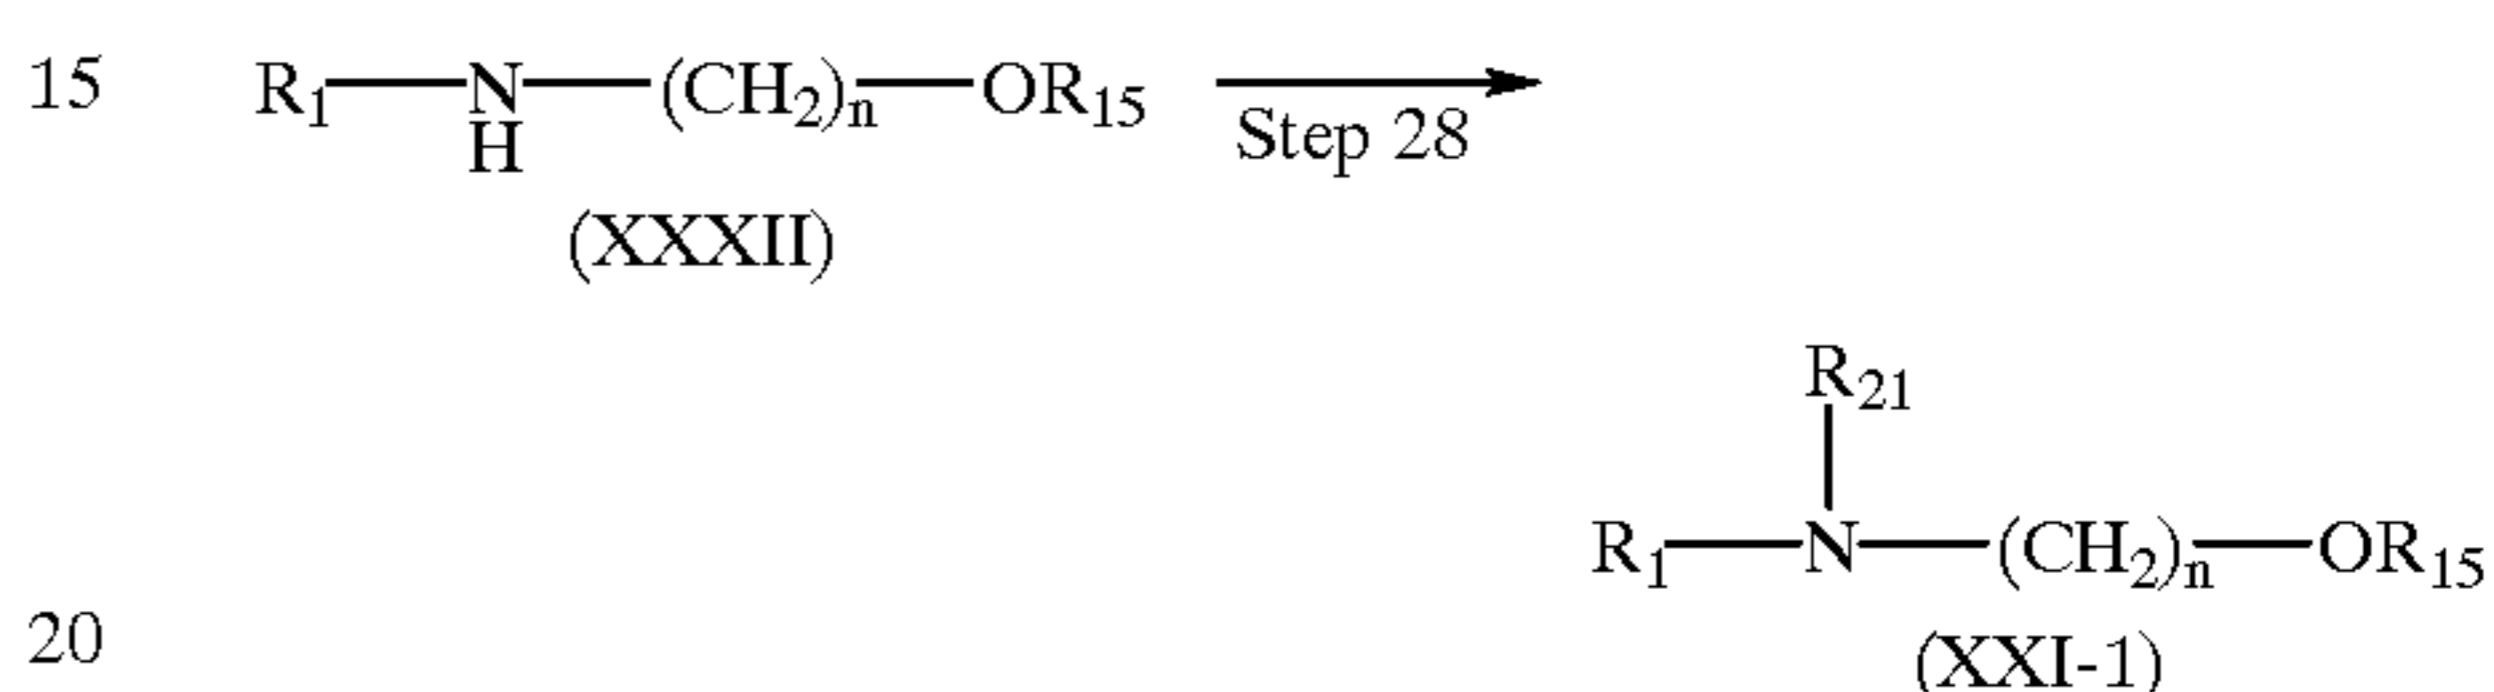 15 R1—N—(CH2)n—OR15 Step 28
H
(XXXII)
R21
R1—N—(CH2)n—OR15
20 (XXI-1)